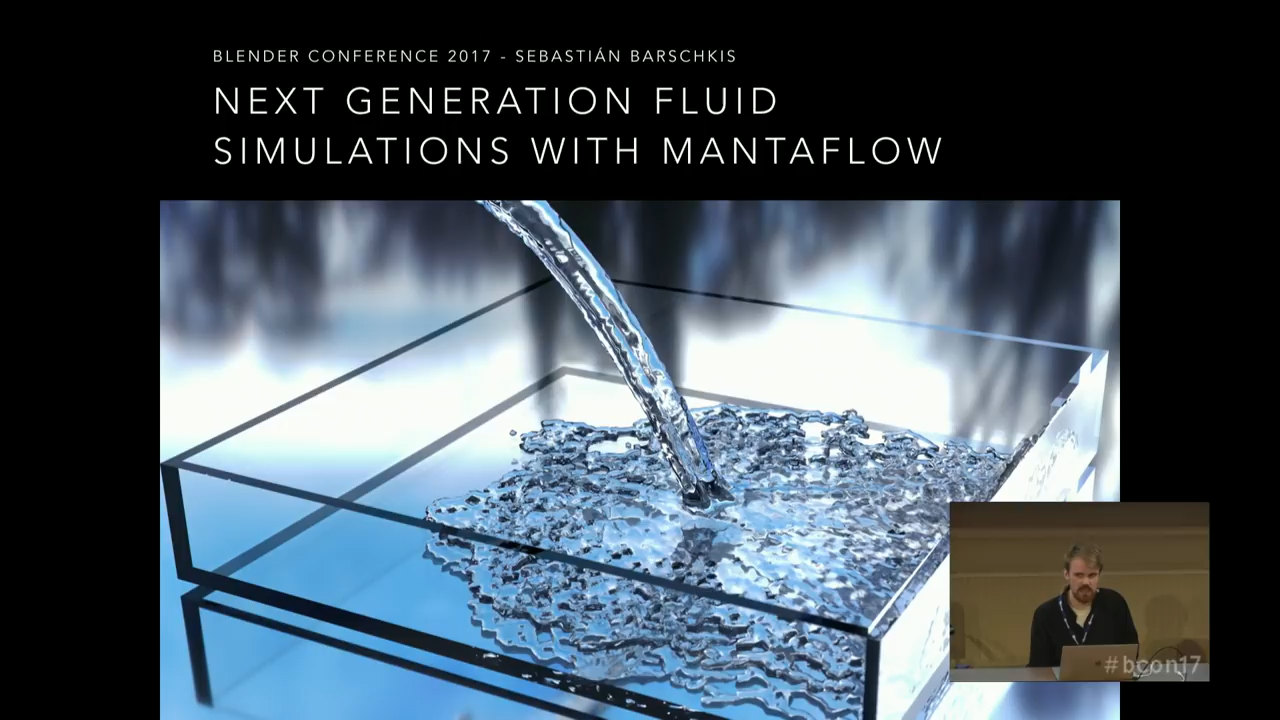 BLENDER CONFERENCE 2017 - SEBASTIÁN BARSCHKIS
NEXT GENERATION FLUID
SIMULATIONS WITH MANTAFLOW
#bcon17